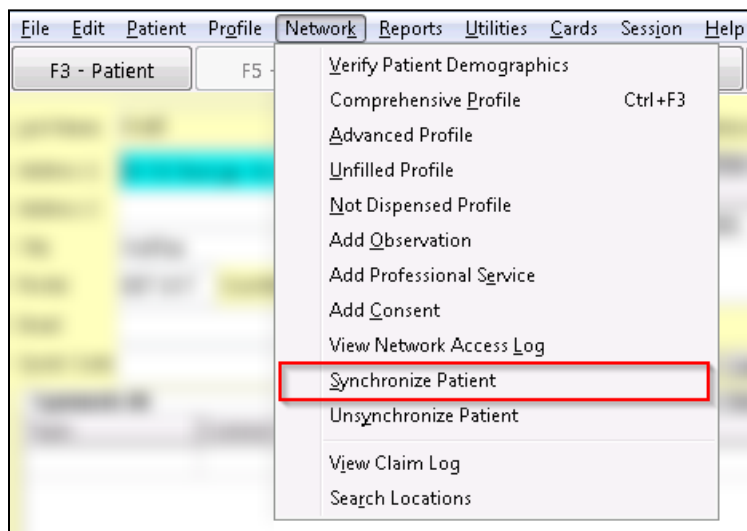 File Edit Patient Profile Network Reports Utilities Cards Session Help
F3 - Patient F5 -
Verify Patient Demographics
Comprehensive Profile Ctrl+F3
Advanced Profile
Unfilled Profile
Not Dispensed Profile
Add Observation
Add Professional Service
Add Consent
View Network Access Log
Synchronize Patient
Unsynchronize Patient
View Claim Log
Search Locations